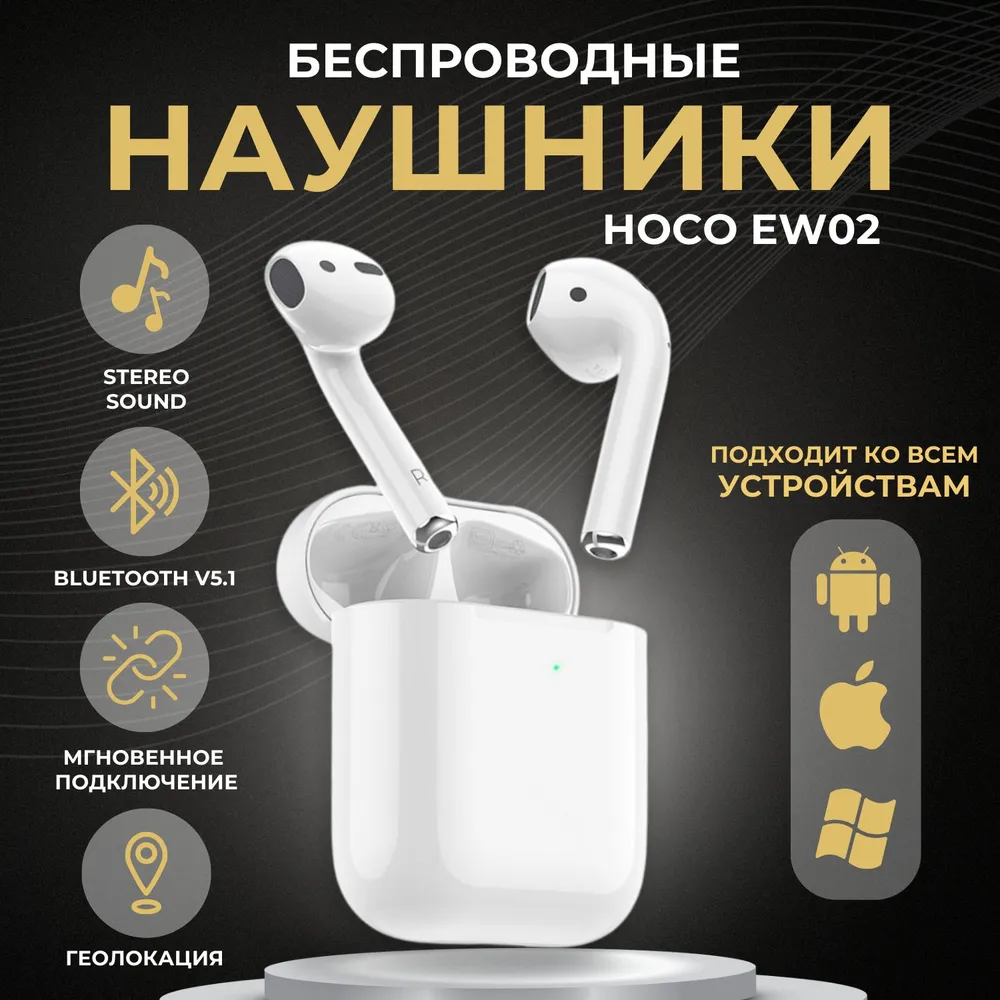 БЕСПРОВОДНЫЕ
НАУШНИКИ
HOCO EW02
STEREO
SOUND
BLUETOOTH V5.1
МГНОВЕННОЕ
ПОДКЛЮЧЕНИЕ
ГЕОЛОКАЦИЯ
R
ПОДХОДИТ КО ВСЕМ
УСТРОЙСТВАМ